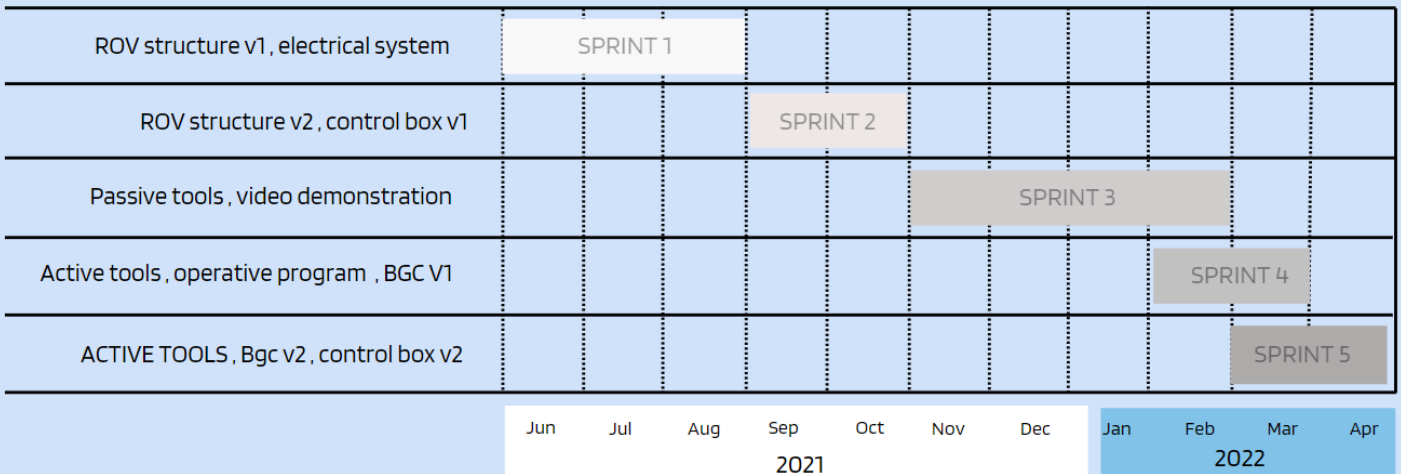 ROV structure v1 , electrical system
SPRINT 1
ROV structure v2 , control box v1
SPRINT 2
Passive tools , video demonstration
SPRINT 3
Active tools , operative program , BGC V1
SPRINT 4
ACTIVE TOOLS , Bgc v2 , control box v2
SPRINT 5
Jun Jul Aug Sep Oct Nov Dec Jan Feb Mar Apr
2021 2022